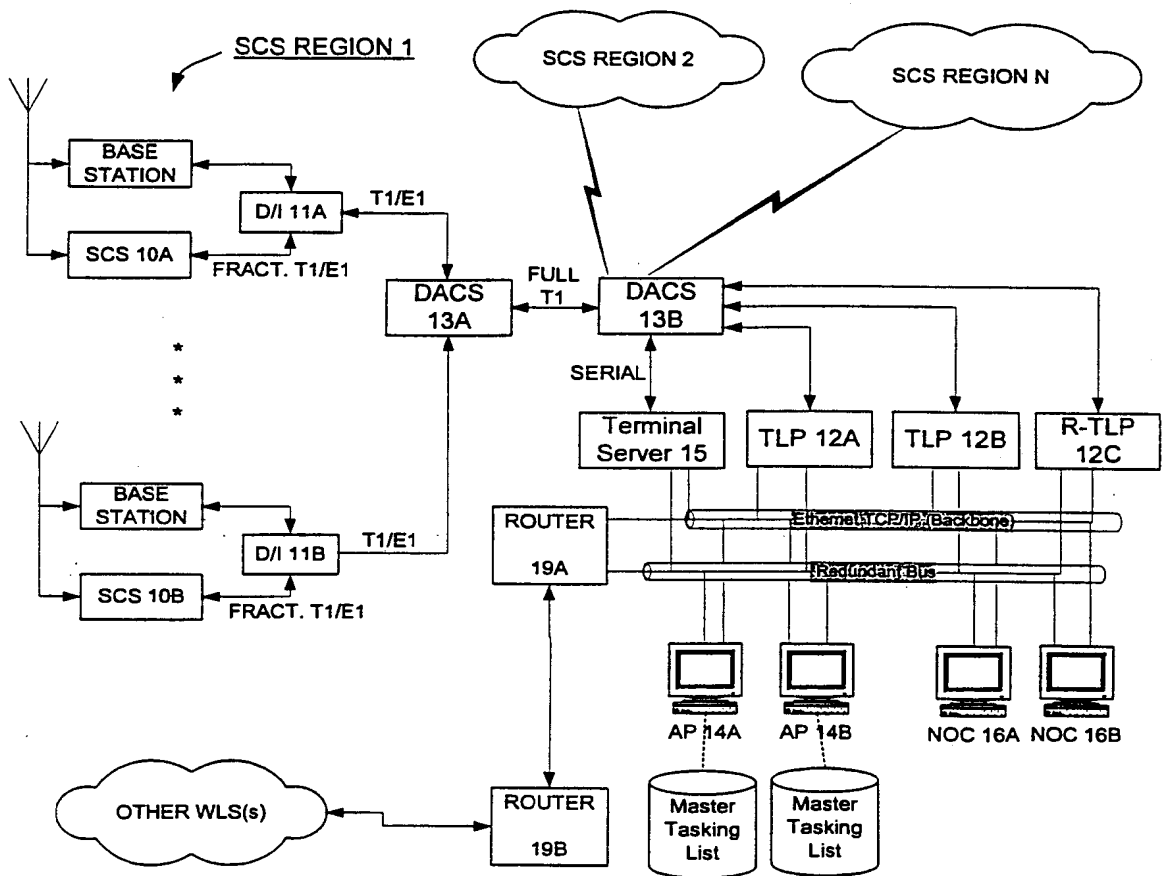 SCS REGION 1
SCS REGION 2
SCS REGION N
BASE
STATION
D/I 11A
T1/E1
SCS 10A
FRACT. T1/E1
DACS
13A
FULL
T1
DACS
13B
*
*
*
SERIAL
Terminal
Server 15
TLP 12A
TLP 12B
R-TLP
12C
BASE
STATION
D/I 11B
T1/E1
SCS 10B
FRACT. T1/E1
ROUTER
19A
Ethernet TCP/IP (Backbone)
Redundant Bus
AP 14A
AP 14B
NOC 16A
NOC 16B
OTHER WLS(s)
ROUTER
19B
Master
Tasking
List
Master
Tasking
List